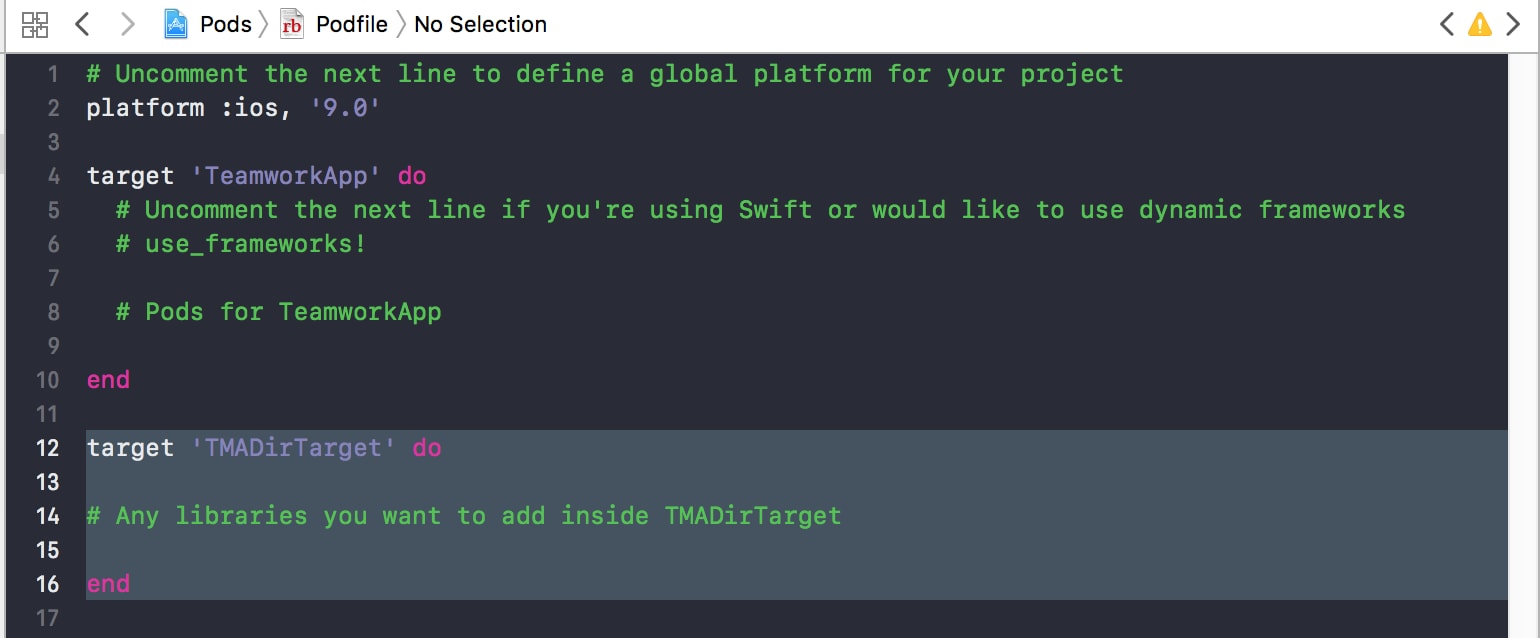 Pods Podfile No Selection
1 # Uncomment the next line to define a global platform for your project
2 platform :ios, '9.0'
3
4 target 'TeamworkApp' do
5   # Uncomment the next line if you're using Swift or would like to use dynamic frameworks
6   # use_frameworks!
7
8   # Pods for TeamworkApp
9
10 end
11
12 target 'TMADirTarget' do
13
14 # Any libraries you want to add inside TMADirTarget
15
16 end
17